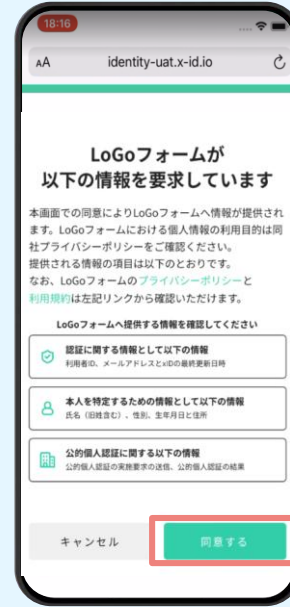 18:16
AA identity-uat.x-id.io
LoGoフォームが
以下の情報を要求しています
本画面での同意によりLoGoフォームへ情報が提供され
ます。LoGoフォームにおける個人情報の利用目的は同
社プライバシーポリシーをご確認ください。
提供される情報の項目は以下のとおりです。
なお、LoGoフォームのプライバシーポリシーと
利用規約は左記リンクから確認いただけます。
LoGoフォームへ提供する情報を確認してください
認証に関する情報として以下の情報
利用者ID、メールアドレスとxIDの最終更新日時
本人を特定するための情報として以下の情報
氏名（旧姓含む）、性別、生年月日と住所
公的個人認証に関する以下の情報
公的個人認証の実施要求の送信、公的個人認証の結果
キャンセル 同意する